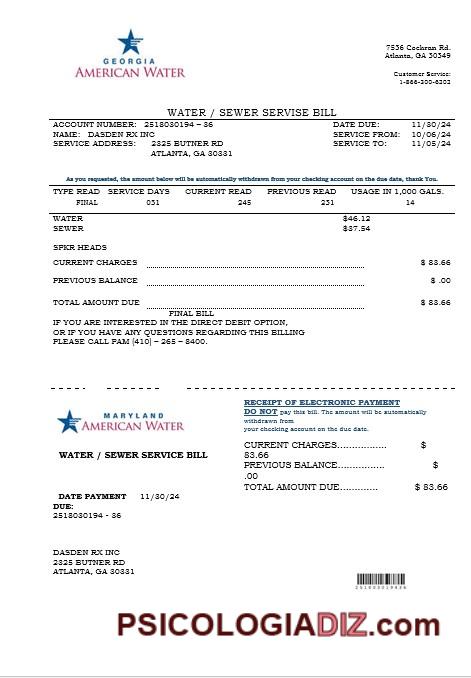 GEORGIA
AMERICAN WATER
7536 Cochran Rd.
Atlanta, GA 30349
Customer Service:
1-866-300-6202
WATER / SEWER SERVISE BILL
ACCOUNT NUMBER: 2518030194 – 36 DATE DUE: 11/30/24
NAME: DASDEN RX INC SERVICE FROM: 10/06/24
SERVICE ADDRESS: 2325 BUTNER RD SERVICE TO: 11/05/24
ATLANTA, GA 30331
As you requested, the amount below will be automatically withdrawn from your checking account on the due date, thank You.
TYPE READ SERVICE DAYS CURRENT READ PREVIOUS READ USAGE IN 1,000 GALS.
FINAL 031 245 231 14
WATER $46.12
SEWER $37.54
SPKR HEADS
CURRENT CHARGES $ 83.66
PREVIOUS BALANCE $ .00
TOTAL AMOUNT DUE $ 83.66
FINAL BILL
IF YOU ARE INTERESTED IN THE DIRECT DEBIT OPTION,
OR IF YOU HAVE ANY QUESTIONS REGARDING THIS BILLING
PLEASE CALL PAM (410) – 265 – 8400.
MARYLAND
AMERICAN WATER
WATER / SEWER SERVICE BILL
DATE PAYMENT 11/30/24
DUE:
2518030194 - 36
DASDEN RX INC
2325 BUTNER RD
ATLANTA, GA 30331
RECEIPT OF ELECTRONIC PAYMENT
DO NOT pay this bill. The amount will be automatically
withdrawn from
your checking account on the due date.
CURRENT CHARGES................. $
83.66
PREVIOUS BALANCE................ $
.00
TOTAL AMOUNT DUE............. $ 83.66
PSICOLOGIADIZ.com